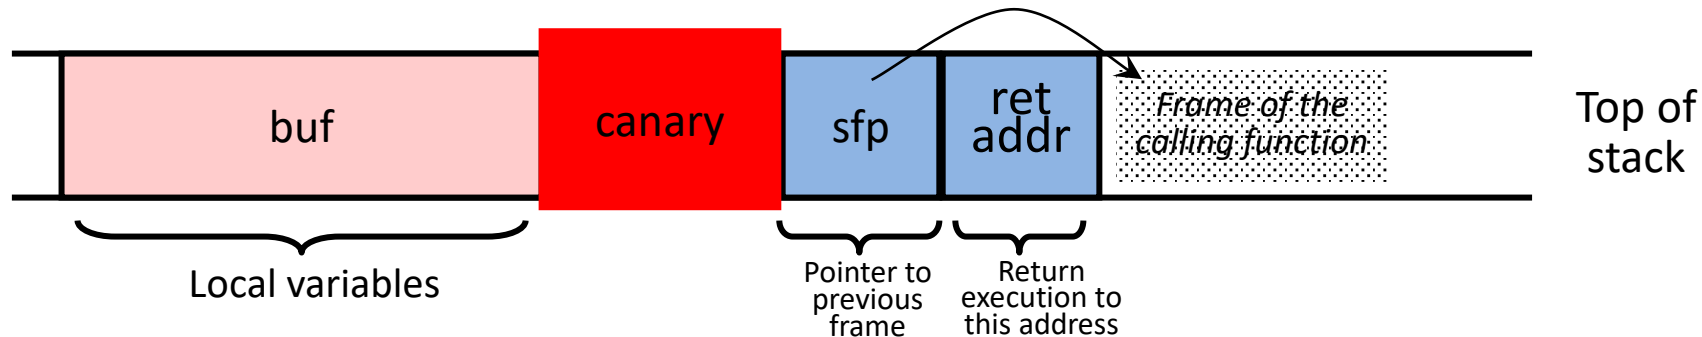 buf
canary
sfp
ret
addr
Frame of the
calling function
Top of
stack
Local variables
Pointer to
previous
frame
Return
execution to
this address